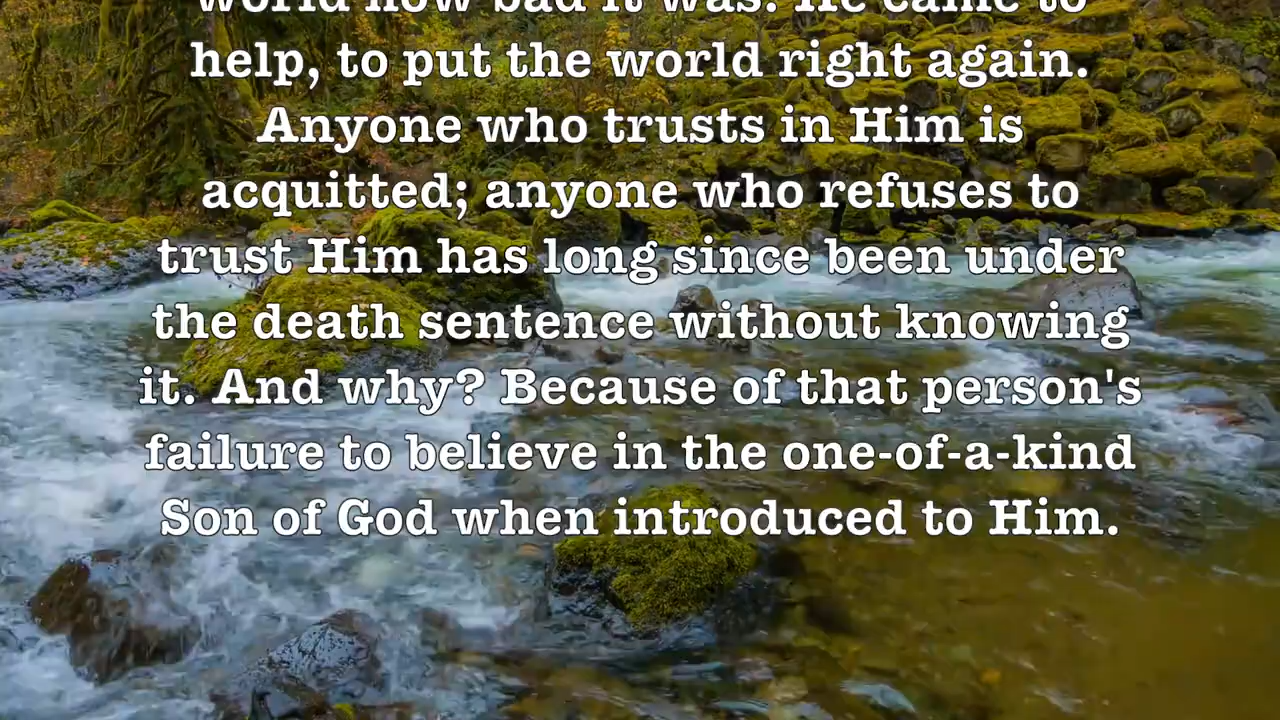 world how bad it was. He came to
help, to put the world right again.
Anyone who trusts in Him is
acquitted; anyone who refuses to
trust Him has long since been under
the death sentence without knowing
it. And why? Because of that person's
failure to believe in the one-of-a-kind
Son of God when introduced to Him.